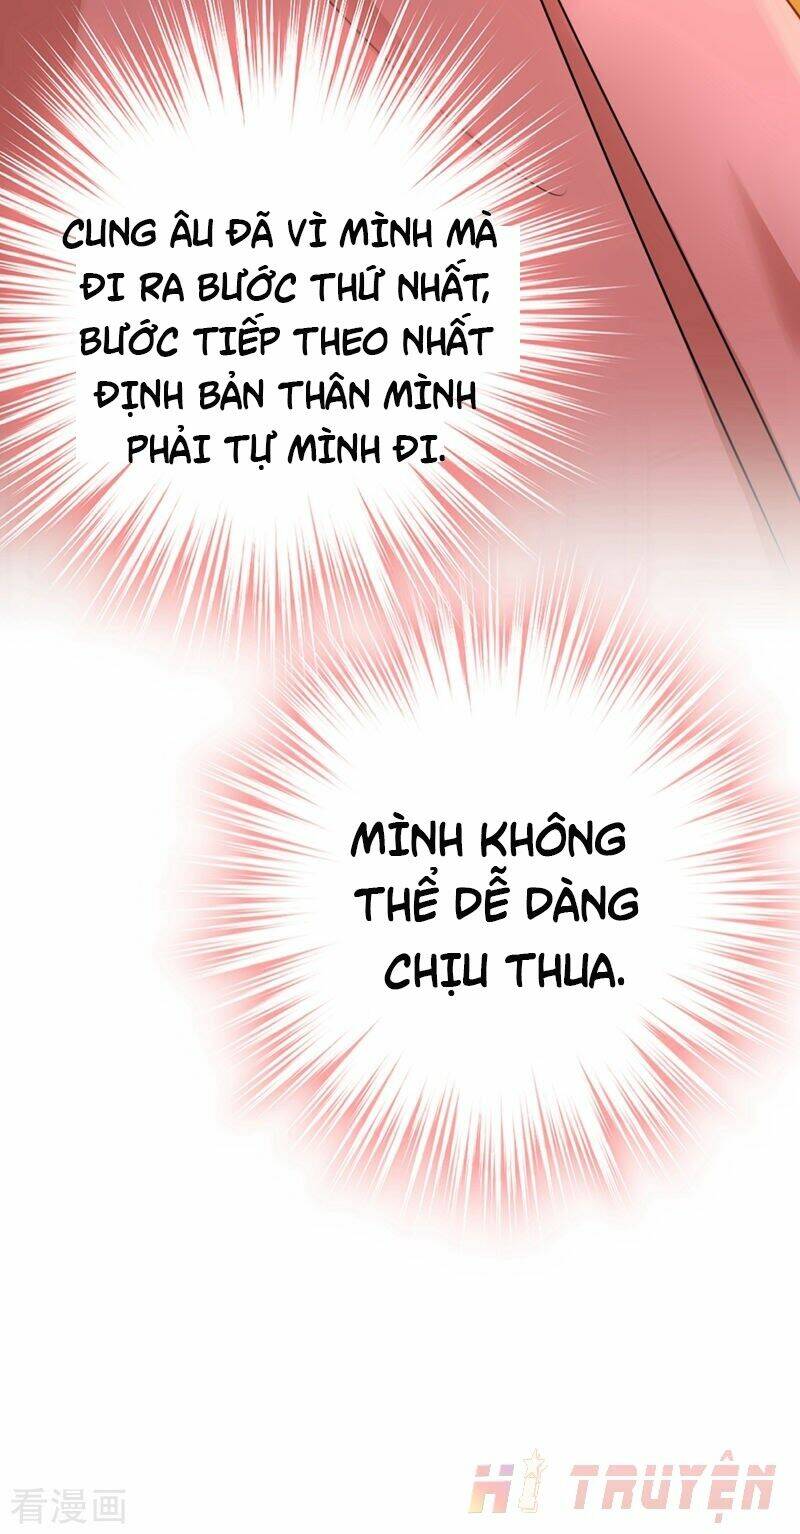 CUNG ÂU ĐÃ VÌ MÌNH MÀ
ĐI RA BƯỚC THỨ NHẤT,
BƯỚC TIẾP THEO NHẤT
ĐỊNH BẢN THÂN MÌNH
PHẢI TỰ MÌNH ĐI.
MÌNH KHÔNG
THỂ DỄ DÀNG
CHỊU THUA.
HI TRUYỆN
看漫画